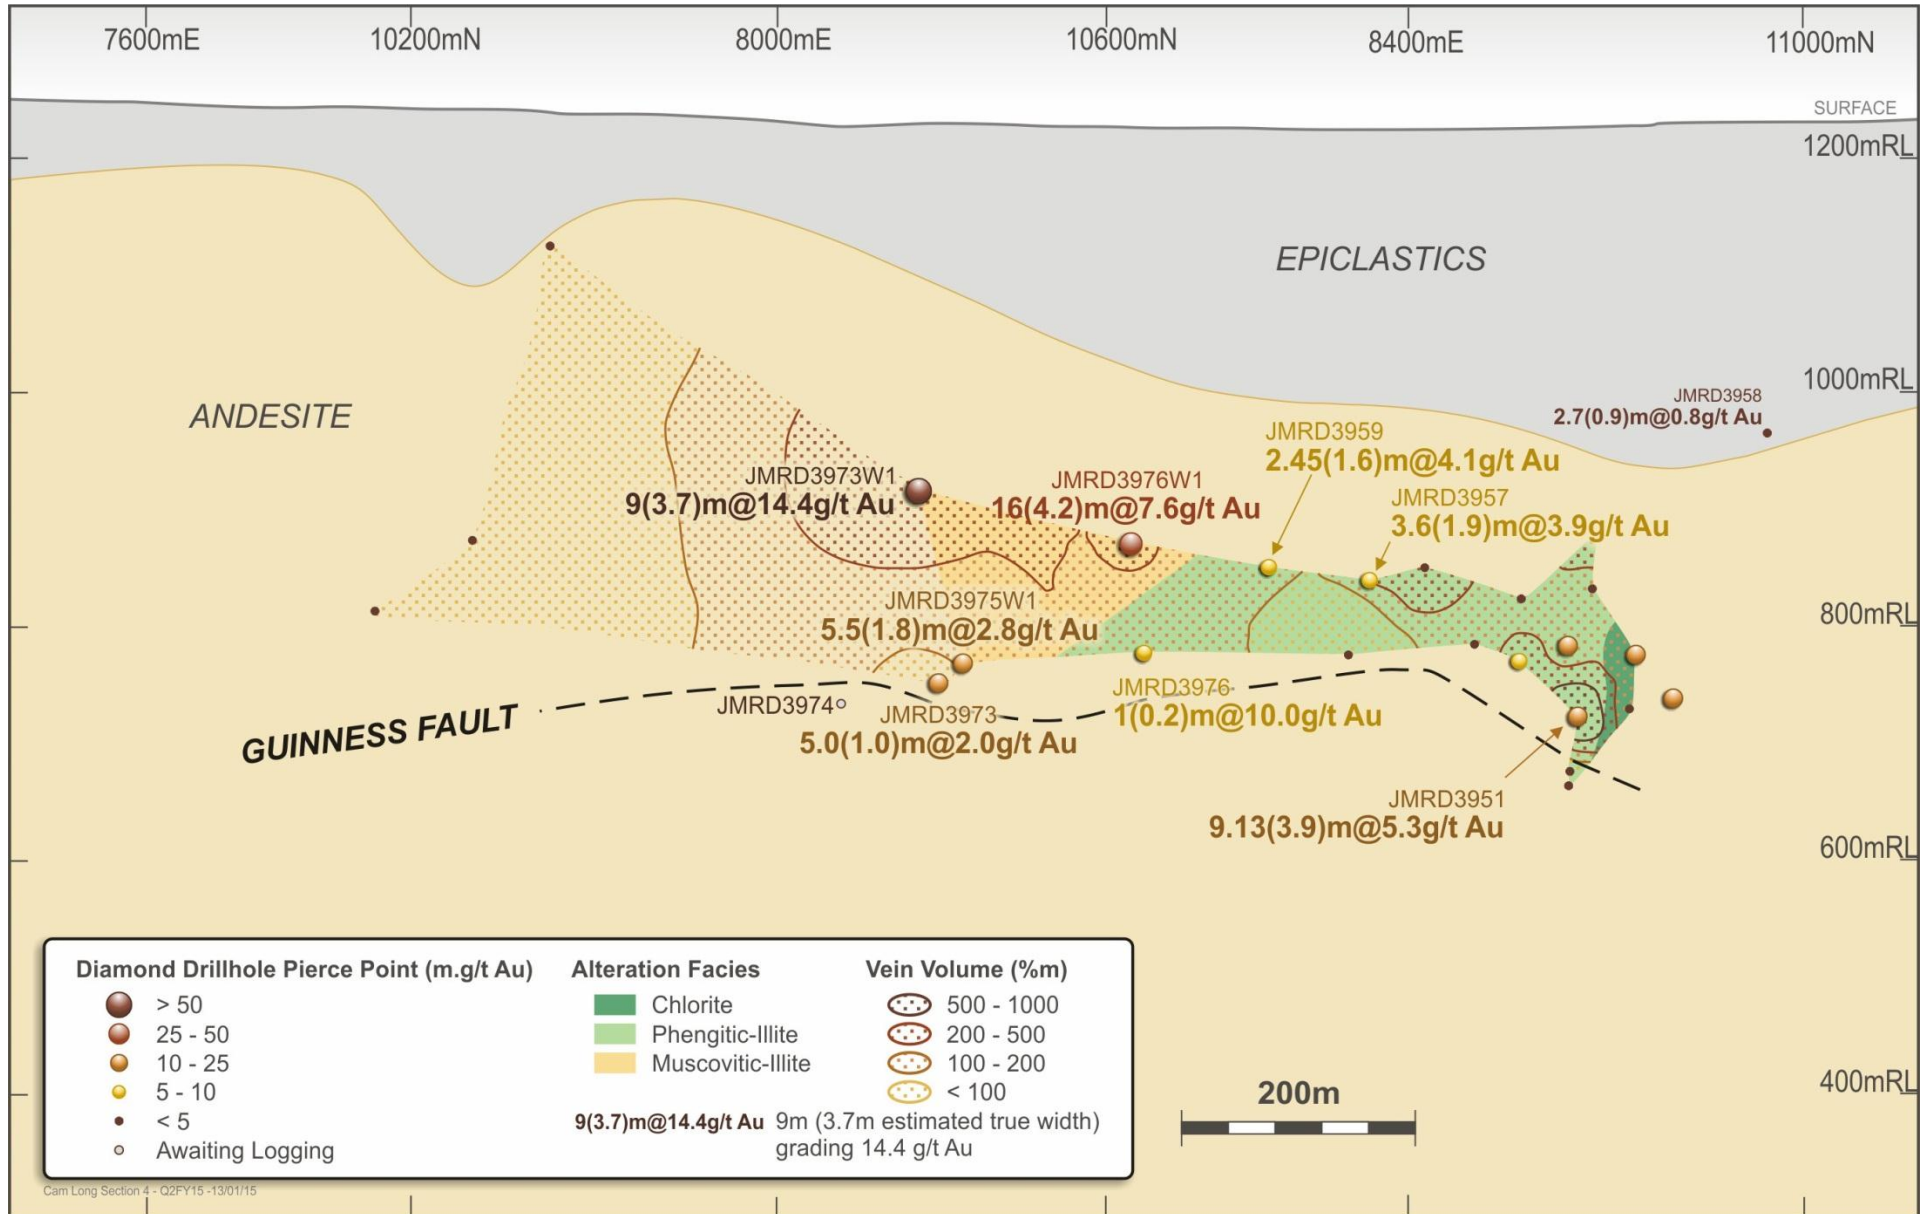 7600mE
10200mN
8000mE
10600mN
8400mE
11000mN
SURFACE
1200mRL
EPICLASTICS
1000mRL
JMRD3958
2.7(0.9)m@0.8g/t Au
ANDESITE
JMRD3959
2.45(1.6)m@4.1g/t Au
JMRD3973W1
9(3.7)m@14.4g/t Au
JMRD3976W1
16(4.2)m@7.6g/t Au
JMRD3957
3.6(1.9)m@3.9g/t Au
JMRD3975W1
5.5(1.8)m@2.8g/t Au
800mRL
JMRD3974
JMRD3973
5.0(1.0)m@2.0g/t Au
JMRD3976
1(0.2)m@10.0g/t Au
GUINNESS FAULT
JMRD3951
9.13(3.9)m@5.3g/t Au
600mRL
400mRL
200m
Diamond Drillhole Pierce Point (m.g/t Au)
> 50
25 - 50
10 - 25
5 - 10
< 5
Awaiting Logging
Alteration Facies
Chlorite
Phengitic-Illite
Muscovitic-Illite
Vein Volume (%m)
500 - 1000
200 - 500
100 - 200
< 100
9(3.7)m@14.4g/t Au 9m (3.7m estimated true width)
grading 14.4 g/t Au
Cam Long Section 4 - Q2FY15 -13/01/15